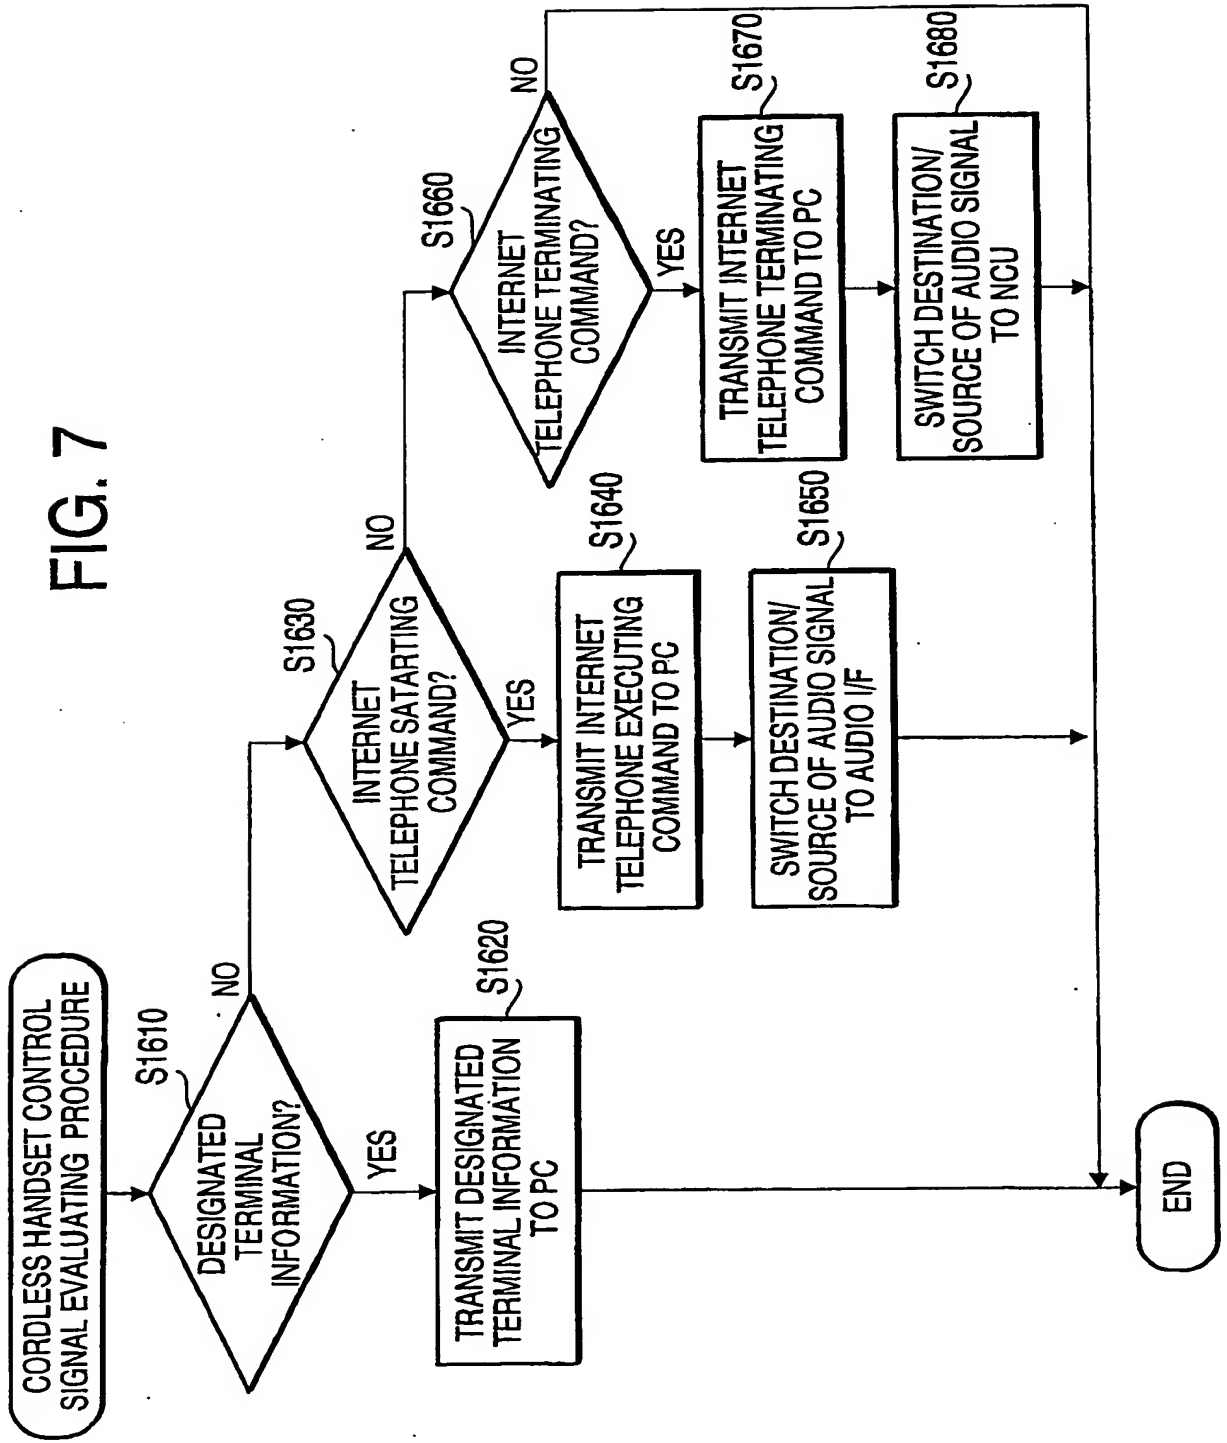 FIG. 7
CORDLESS HANDSET CONTROL
SIGNAL EVALUATING PROCEDURE
S1610
DESIGNATED
TERMINAL
INFORMATION?
NO
YES
S1620
TRANSMIT DESIGNATED
TERMINAL INFORMATION
TO PC
S1630
INTERNET
TELEPHONE SATARTING
COMMAND?
NO
YES
S1640
TRANSMIT INTERNET
TELEPHONE EXECUTING
COMMAND TO PC
S1650
SWITCH DESTINATION/
SOURCE OF AUDIO SIGNAL
TO AUDIO I/F
S1660
INTERNET
TELEPHONE TERMINATING
COMMAND?
NO
YES
S1670
TRANSMIT INTERNET
TELEPHONE TERMINATING
COMMAND TO PC
S1680
SWITCH DESTINATION/
SOURCE OF AUDIO SIGNAL
TO NCU
END